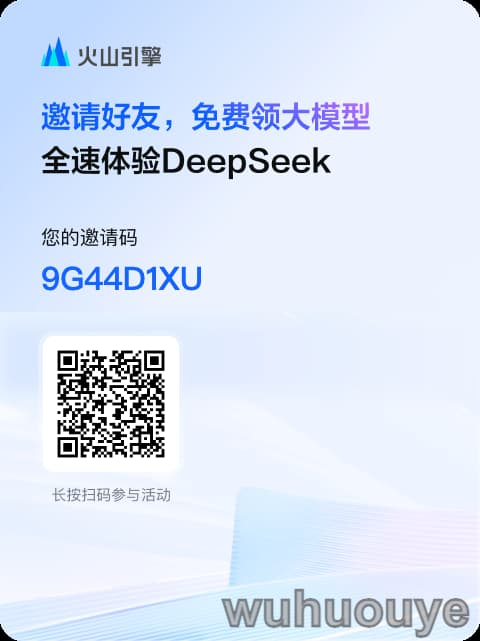 火山引擎
邀请好友，免费领大模型
全速体验DeepSeek
您的邀请码
9G44D1XU
长按扫码参与活动
wuhuouye